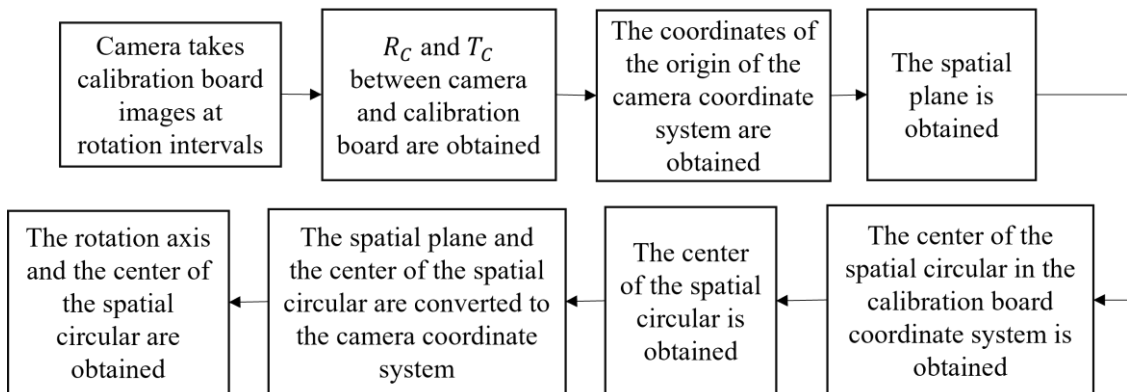 Camera takes
calibration board
images at
rotation intervals
R_C and T_C
between camera
and calibration
board are obtained
The coordinates of
the origin of the
camera coordinate
system are
obtained
The spatial
plane is
obtained
The center of the
spatial circular in the
calibration board
coordinate system is
obtained
The center
of the spatial
circular is
obtained
The spatial plane and
the center of the spatial
circular are converted to
the camera coordinate
system
The rotation axis
and the center of
the spatial
circular are
obtained